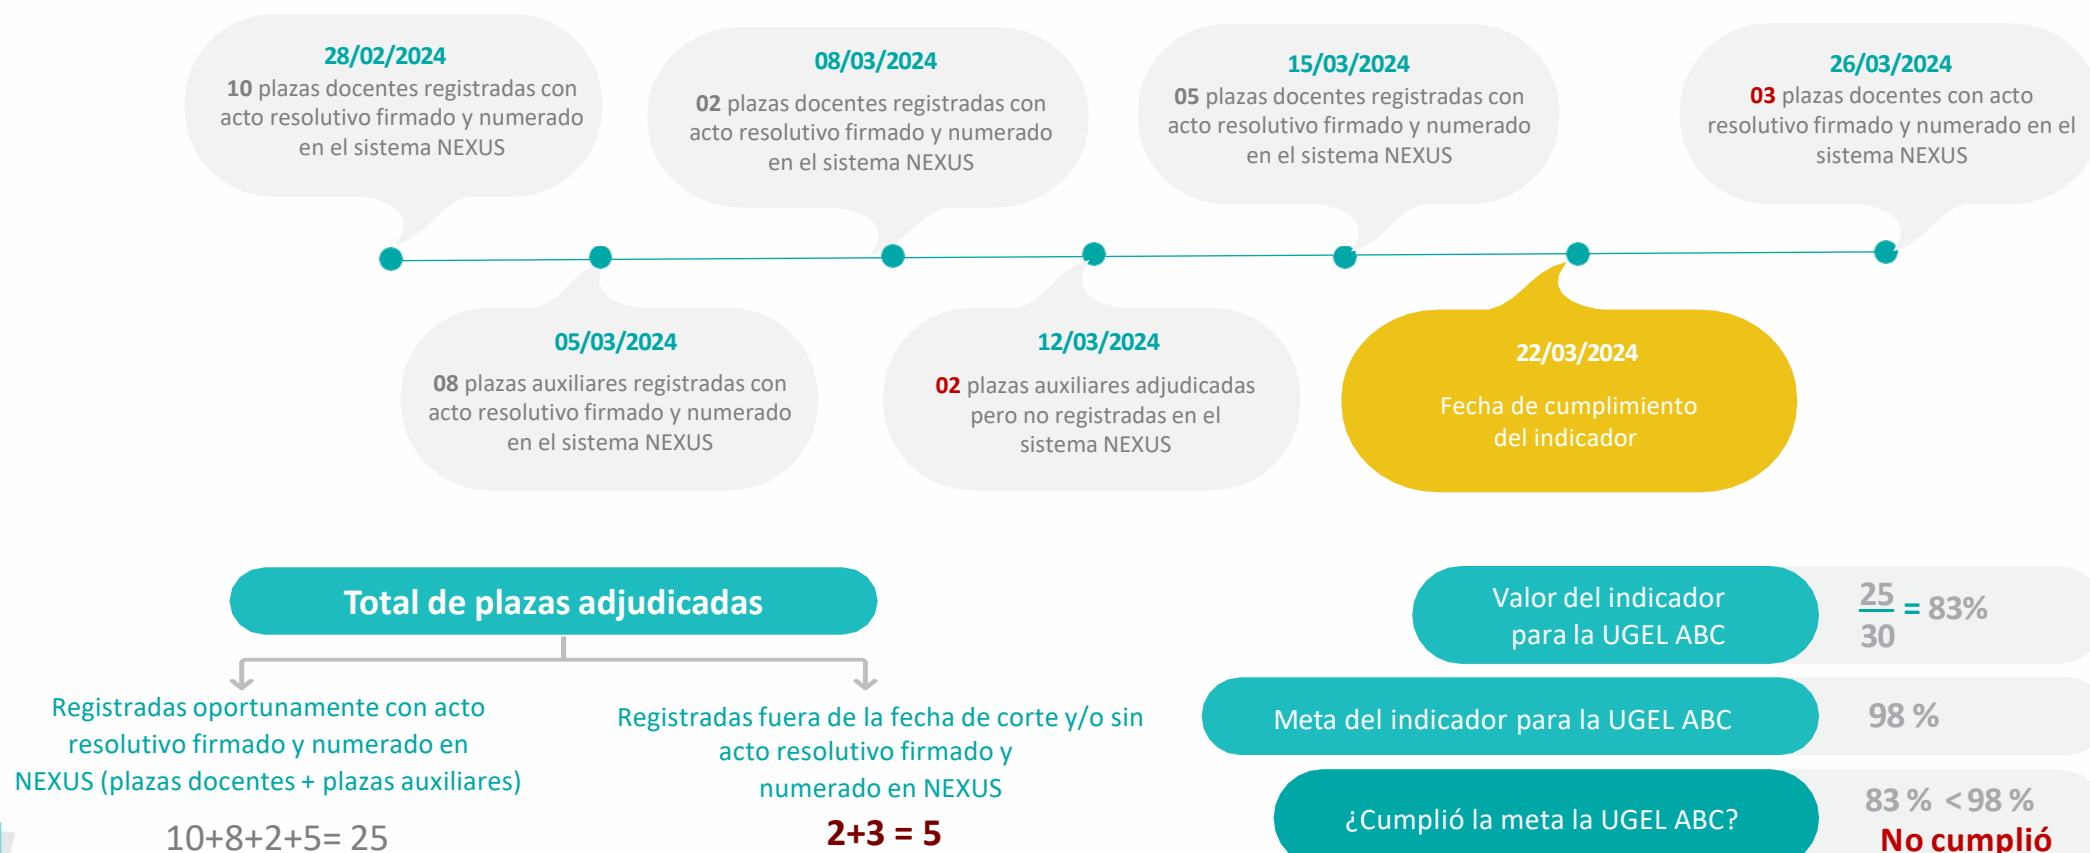 28/02/2024
10 plazas docentes registradas con
acto resolutivo firmado y numerado
en el sistema NEXUS
08/03/2024
02 plazas docentes registradas con
acto resolutivo firmado y numerado
en el sistema NEXUS
15/03/2024
05 plazas docentes registradas con
acto resolutivo firmado y numerado
en el sistema NEXUS
26/03/2024
03 plazas docentes con acto
resolutivo firmado y numerado en el
sistema NEXUS
05/03/2024
08 plazas auxiliares registradas con
acto resolutivo firmado y numerado
en el sistema NEXUS
12/03/2024
02 plazas auxiliares adjudicadas
pero no registradas en el
sistema NEXUS
22/03/2024
Fecha de cumplimiento
del indicador
Total de plazas adjudicadas
Registradas oportunamente con acto
resolutivo firmado y numerado en
NEXUS (plazas docentes + plazas auxiliares)
10+8+2+5= 25
Registradas fuera de la fecha de corte y/o sin
acto resolutivo firmado y
numerado en NEXUS
2+3 = 5
Valor del indicador
para la UGEL ABC
25
30
= 83%
Meta del indicador para la UGEL ABC
98 %
¿Cumplió la meta la UGEL ABC?
83 % < 98 %
No cumplió